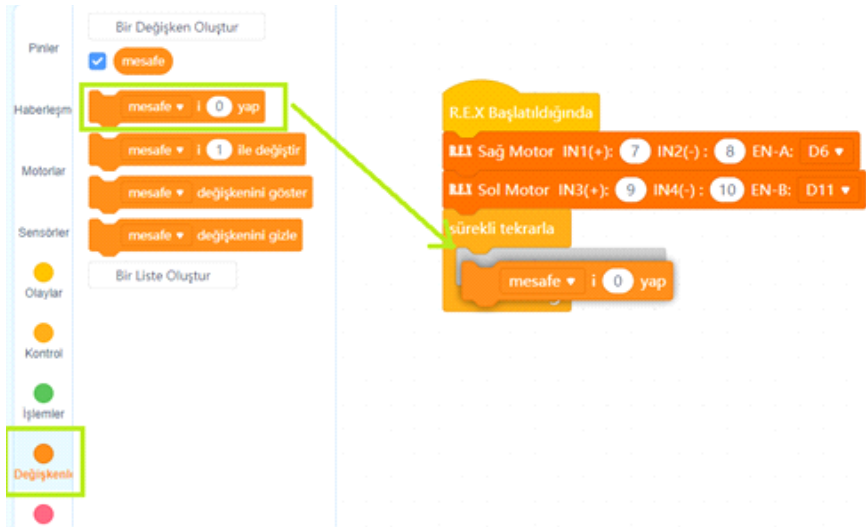 Bir Değişken Oluştur
Pinler
mesafe
Haberleşm
mesafe i 0 yap
mesafe i 1 ile değiştir
Motorlar
mesafe değişkenini göster
Sensörler
mesafe değişkenini gizle
Olaylar
Bir Liste Oluştur
Kontrol
İşlemler
Değişkenle
R.E.X Başlatıldığında
R.E.X Sağ Motor IN1(+): 7 IN2(-) : 8 EN-A: D6
R.E.X Sol Motor IN3(+): 9 IN4(-) : 10 EN-B: D11
sürekli tekrarla
mesafe i 0 yap